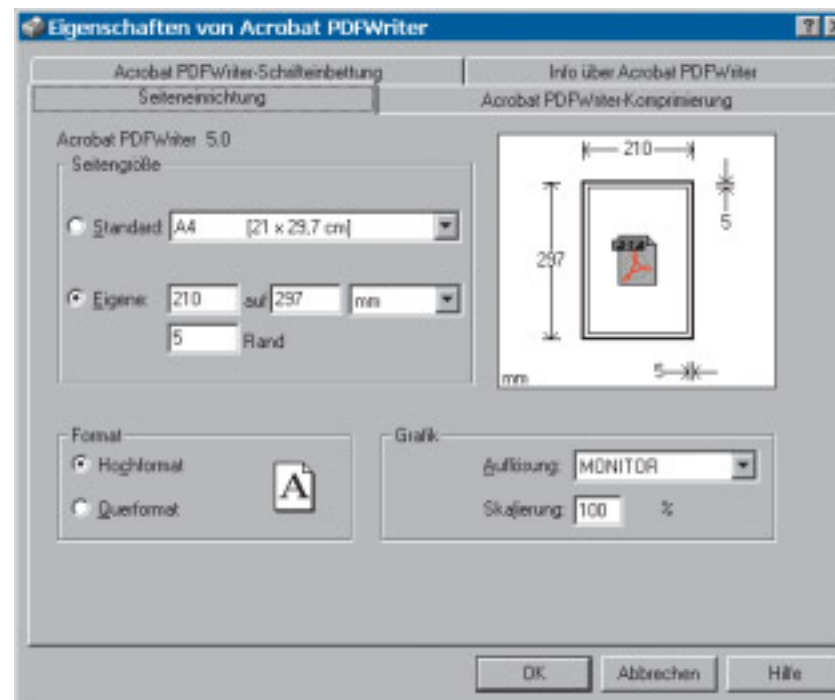 Eigenschaften von Acrobat PDFWriter
Acrobat PDFWriter-Schrifteinbettung
Info über Acrobat PDFWriter
Seiteneinrichtung
Acrobat PDFWriter-Komprimierung
Acrobat PDFWriter 5.0
Seitengröße
Standard: A4 [21 x 29,7 cm]
Eigene: 210 auf 297 mm
5 Rand
210
5
297
5
mm
Format
Hochformat
Querformat
A
Grafik
Auflösung: MONITOR
Skalierung: 100 %
OK Abbrechen Hilfe